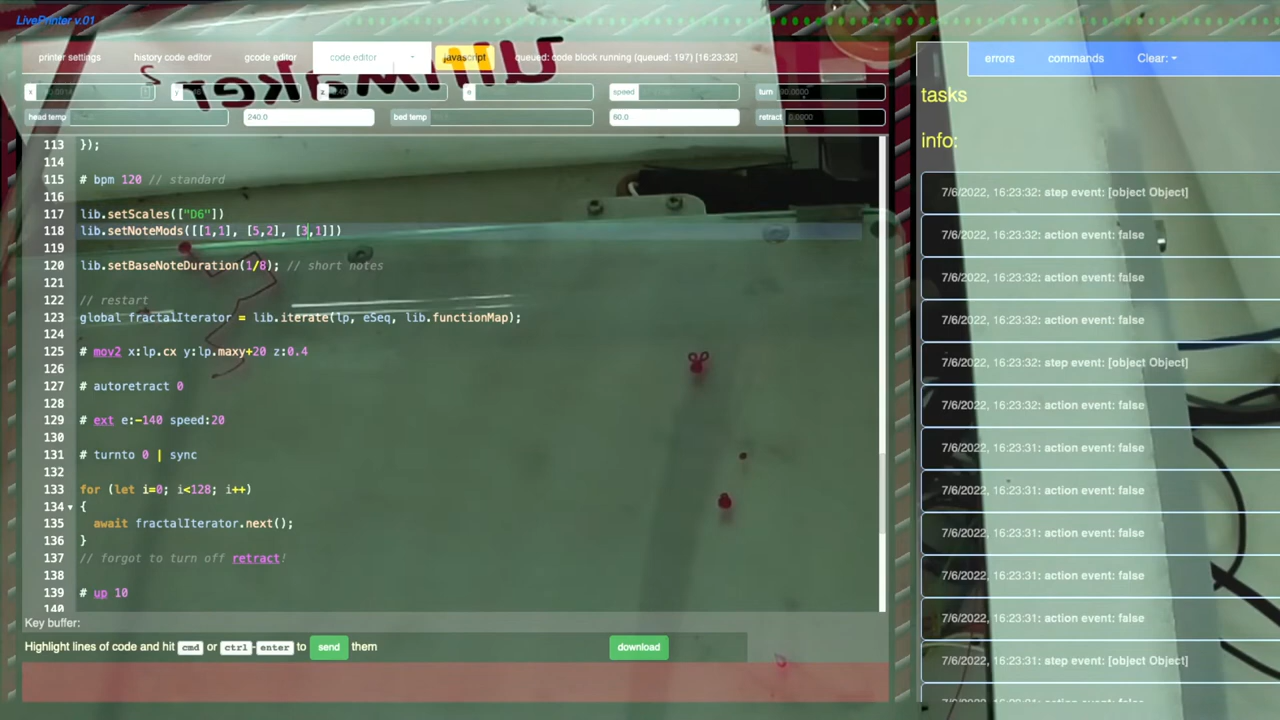 LivePrinter v.01
printer settings history code editor gcode editor code editor javascript queued: code block running (queued: 197) [16:23:32]
errors commands Clear:
ultimaker 2
x y z e speed turn
head temp 240.0 bed temp 60.0 retract 0.0000
tasks
info:
113 });
114
115 # bpm 120 // standard
116
117 lib.setScales(["D6"])
118 lib.setNoteMods([[1,1], [5,2], [3,1]])
119
120 lib.setBaseNoteDuration(1/8); // short notes
121
122 // restart
123 global fractalIterator = lib.iterate(lp, eSeq, lib.functionMap);
124
125 # mov2 x:lp.cx y:lp.maxy+20 z:0.4
126
127 # autoretract 0
128
129 # ext e:-140 speed:20
130
131 # turnto 0 | sync
132
133 for (let i=0; i<128; i++)
134 {
135 await fractalIterator.next();
136 }
137 // forgot to turn off retract!
138
139 # up 10
140
7/6/2022, 16:23:32: step event: [object Object]
7/6/2022, 16:23:32: action event: false
7/6/2022, 16:23:32: action event: false
7/6/2022, 16:23:32: action event: false
7/6/2022, 16:23:32: step event: [object Object]
7/6/2022, 16:23:32: action event: false
7/6/2022, 16:23:31: action event: false
7/6/2022, 16:23:31: action event: false
7/6/2022, 16:23:31: action event: false
7/6/2022, 16:23:31: action event: false
7/6/2022, 16:23:31: action event: false
7/6/2022, 16:23:31: step event: [object Object]
7/6/2022, 16:23:31: action event: false
Key buffer:
Highlight lines of code and hit cmd or ctrl-enter to send them
download